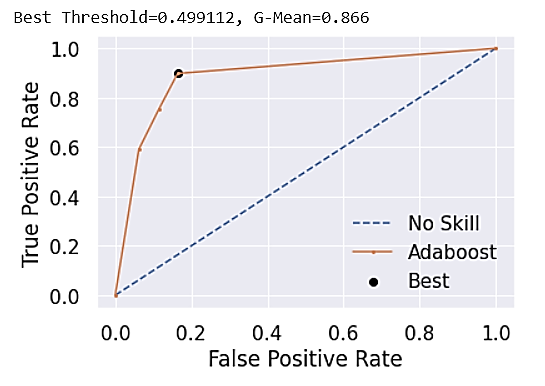 Best Threshold=0.499112, G-Mean=0.866
1.0
0.8
0.6
0.4
0.2
0.0
True Positive Rate
No Skill
Adaboost
Best
0.0 0.2 0.4 0.6 0.8 1.0
False Positive Rate